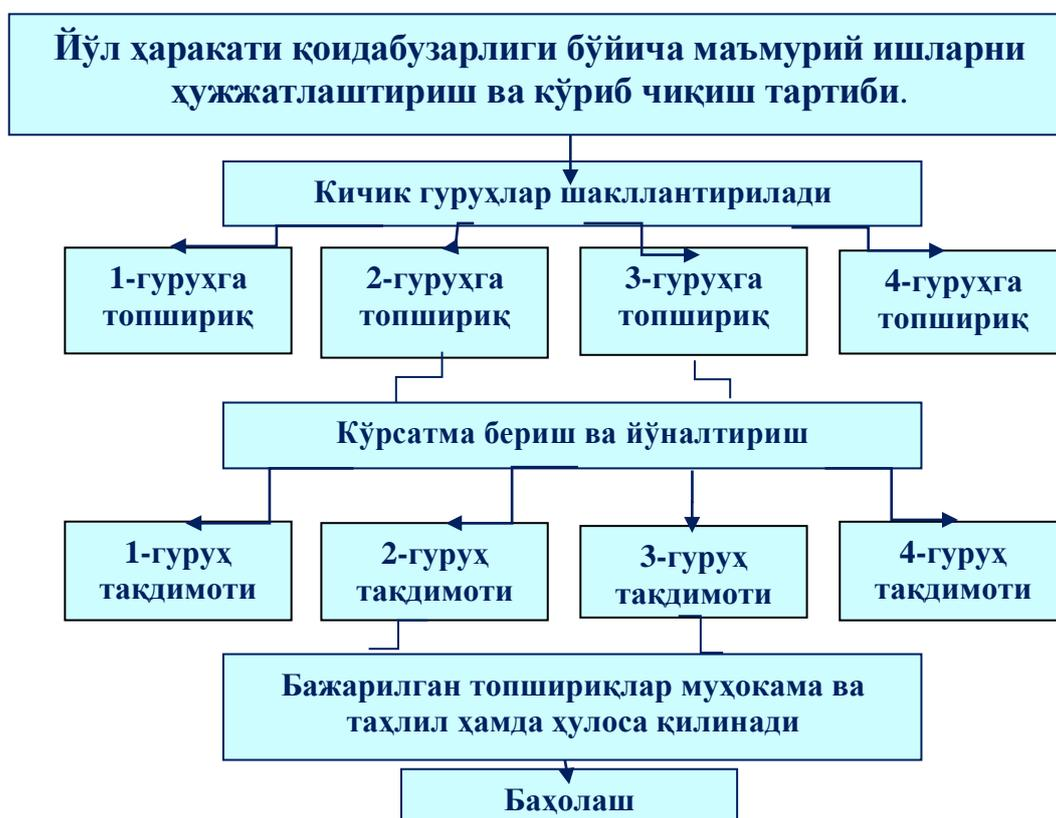 Йўл ҳаракати қоидабузарлиги бўйича маъмурий ишларни
ҳужжатлаштириш ва кўриб чиқиш тартиби.
Кичик гуруҳлар шакллантирилади
1-гуруҳга
топшириқ
2-гуруҳга
топшириқ
3-гуруҳга
топшириқ
4-гуруҳга
топшириқ
Кўрсатма бериш ва йўналтириш
1-гуруҳ
тақдимоти
2-гуруҳ
тақдимоти
3-гуруҳ
тақдимоти
4-гуруҳ
тақдимоти
Бажарилган топшириқлар муҳокама ва
таҳлил ҳамда ҳулоса қилинади
Баҳолаш